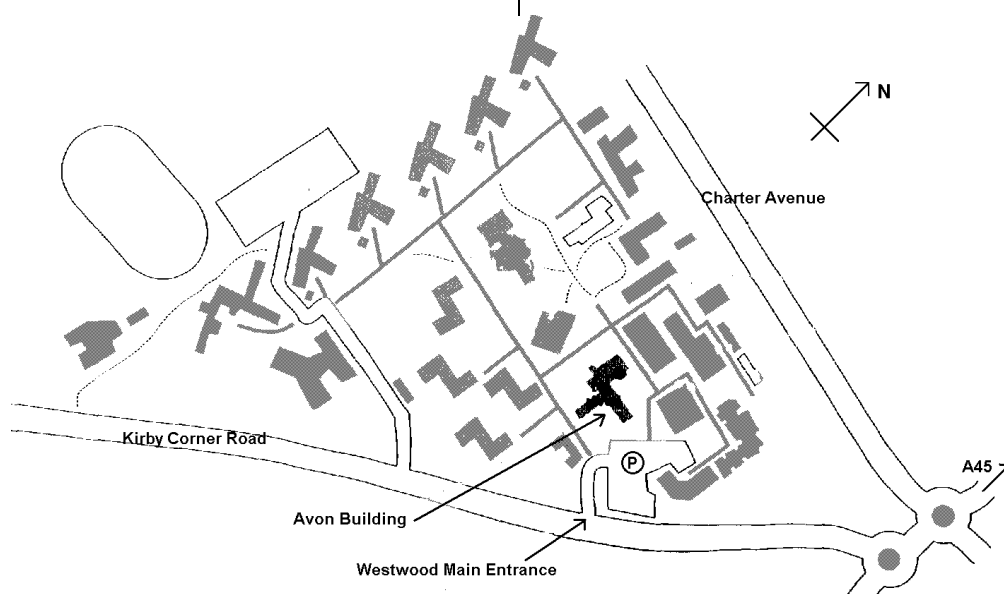 N
Charter Avenue
Kirby Corner Road
A45
P
Avon Building
Westwood Main Entrance